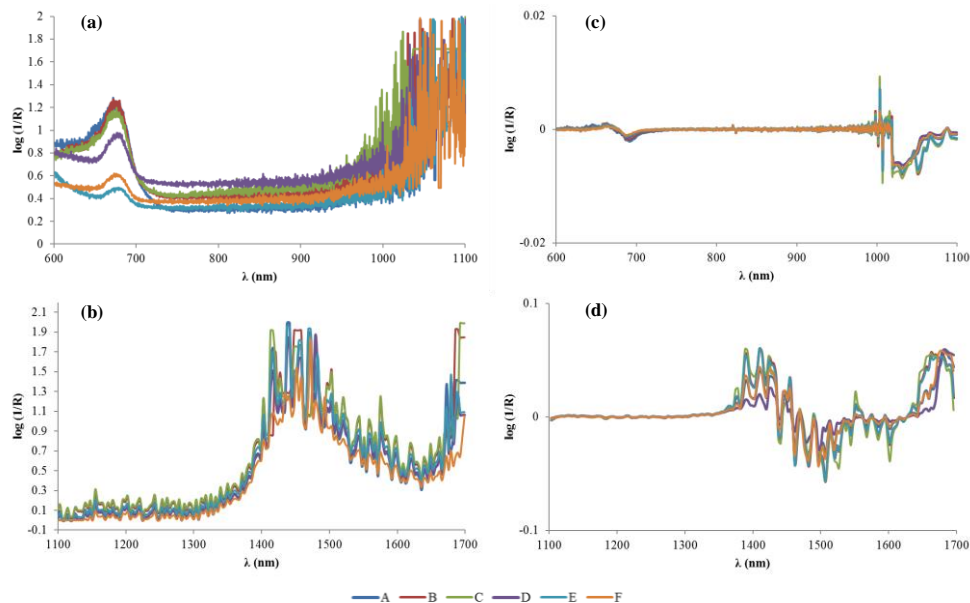 (a)
log (1/R)
2
1.8
1.6
1.4
1.2
1
0.8
0.6
0.4
0.2
0
600 700 800 900 1000 1100
λ (nm)
(c)
log (1/R)
0.02
0
-0.02
600 700 800 900 1000 1100
λ (nm)
(b)
log (1/R)
2.1
1.9
1.7
1.5
1.3
1.1
0.9
0.7
0.5
0.3
0.1
-0.1
1100 1200 1300 1400 1500 1600 1700
λ (nm)
(d)
log (1/R)
0.1
0
-0.1
1100 1200 1300 1400 1500 1600 1700
λ (nm)
A B C D E F